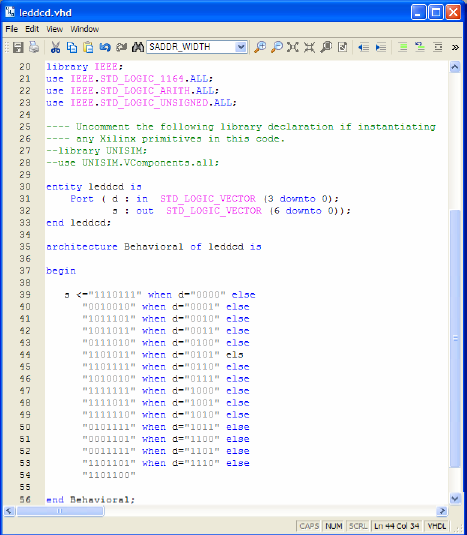 leddcd.vhd
File Edit View Window
SADDR_WIDTH
»
20 library IEEE;
21 use IEEE.STD_LOGIC_1164.ALL;
22 use IEEE.STD_LOGIC_ARITH.ALL;
23 use IEEE.STD_LOGIC_UNSIGNED.ALL;
24
25 ---- Uncomment the following library declaration if instantiating
26 ---- any Xilinx primitives in this code.
27 --library UNISIM;
28 --use UNISIM.VComponents.all;
29
30 entity leddcd is
31 Port ( d : in STD_LOGIC_VECTOR (3 downto 0);
32 s : out STD_LOGIC_VECTOR (6 downto 0));
33 end leddcd;
34
35 architecture Behavioral of leddcd is
36
37 begin
38
39 s <="1110111" when d="0000" else
40 "0010010" when d="0001" else
41 "1011101" when d="0010" else
42 "1011011" when d="0011" else
43 "0111010" when d="0100" else
44 "1101011" when d="0101" els
45 "1101111" when d="0110" else
46 "1010010" when d="0111" else
47 "1111111" when d="1000" else
48 "1111011" when d="1001" else
49 "1111110" when d="1010" else
50 "0101111" when d="1011" else
51 "0001101" when d="1100" else
52 "0011111" when d="1101" else
53 "1101101" when d="1110" else
54 "1101100"
55
56 end Behavioral;
CAPS NUM SCRL Ln 44 Col 34 VHDL